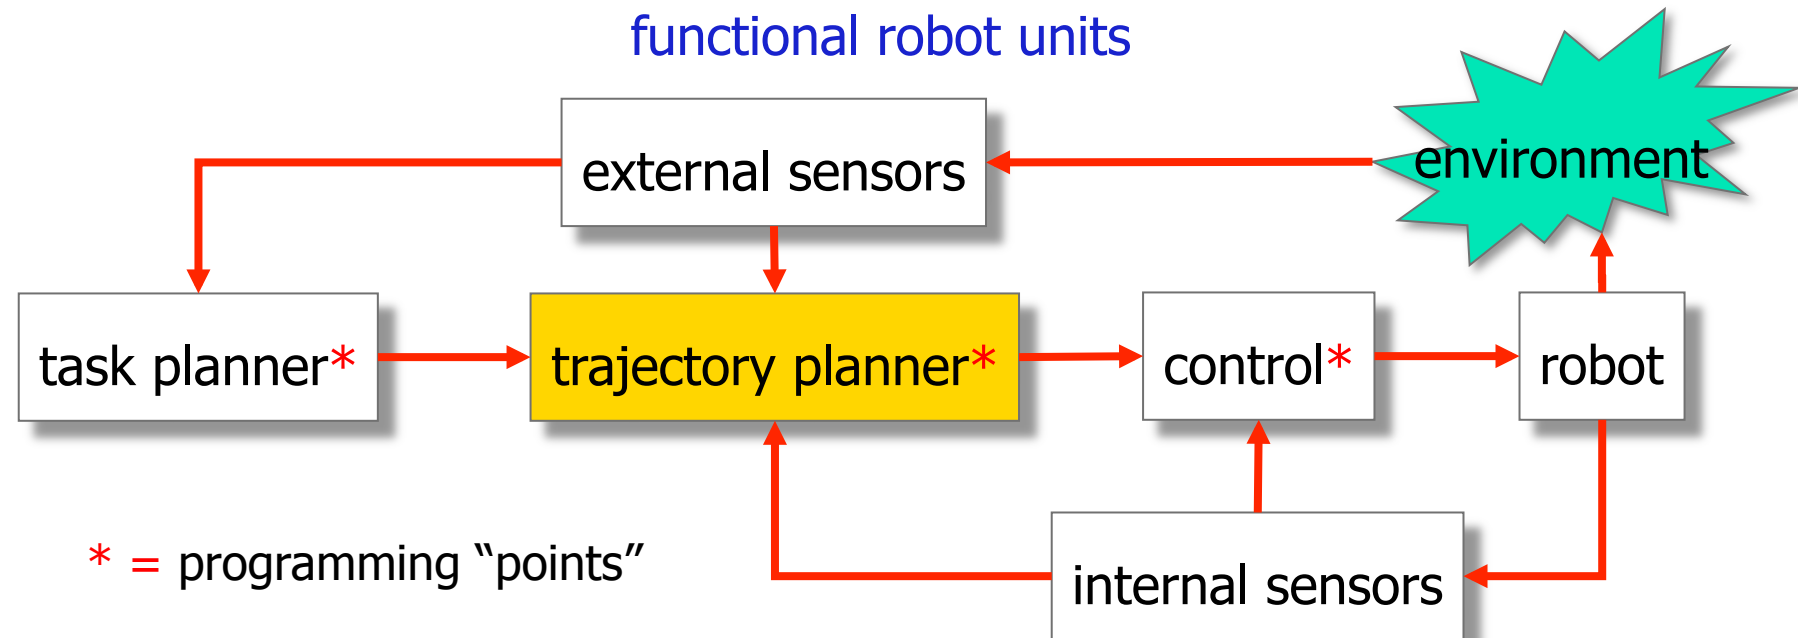 functional robot units
external sensors
environment
task planner*
trajectory planner*
control*
robot
* = programming “points”
internal sensors